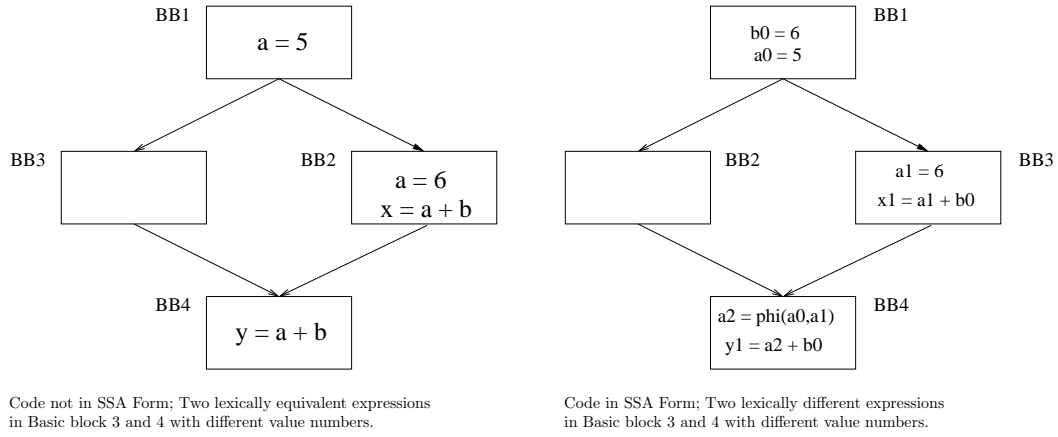 BB1
a = 5
BB3
BB2
a = 6
x = a + b
BB4
y = a + b
Code not in SSA Form; Two lexically equivalent expressions
in Basic block 3 and 4 with different value numbers.
BB1
b0 = 6
a0 = 5
BB2
BB3
a1 = 6
x1 = a1 + b0
BB4
a2 = phi(a0,a1)
y1 = a2 + b0
Code in SSA Form; Two lexically different expressions
in Basic block 3 and 4 with different value numbers.